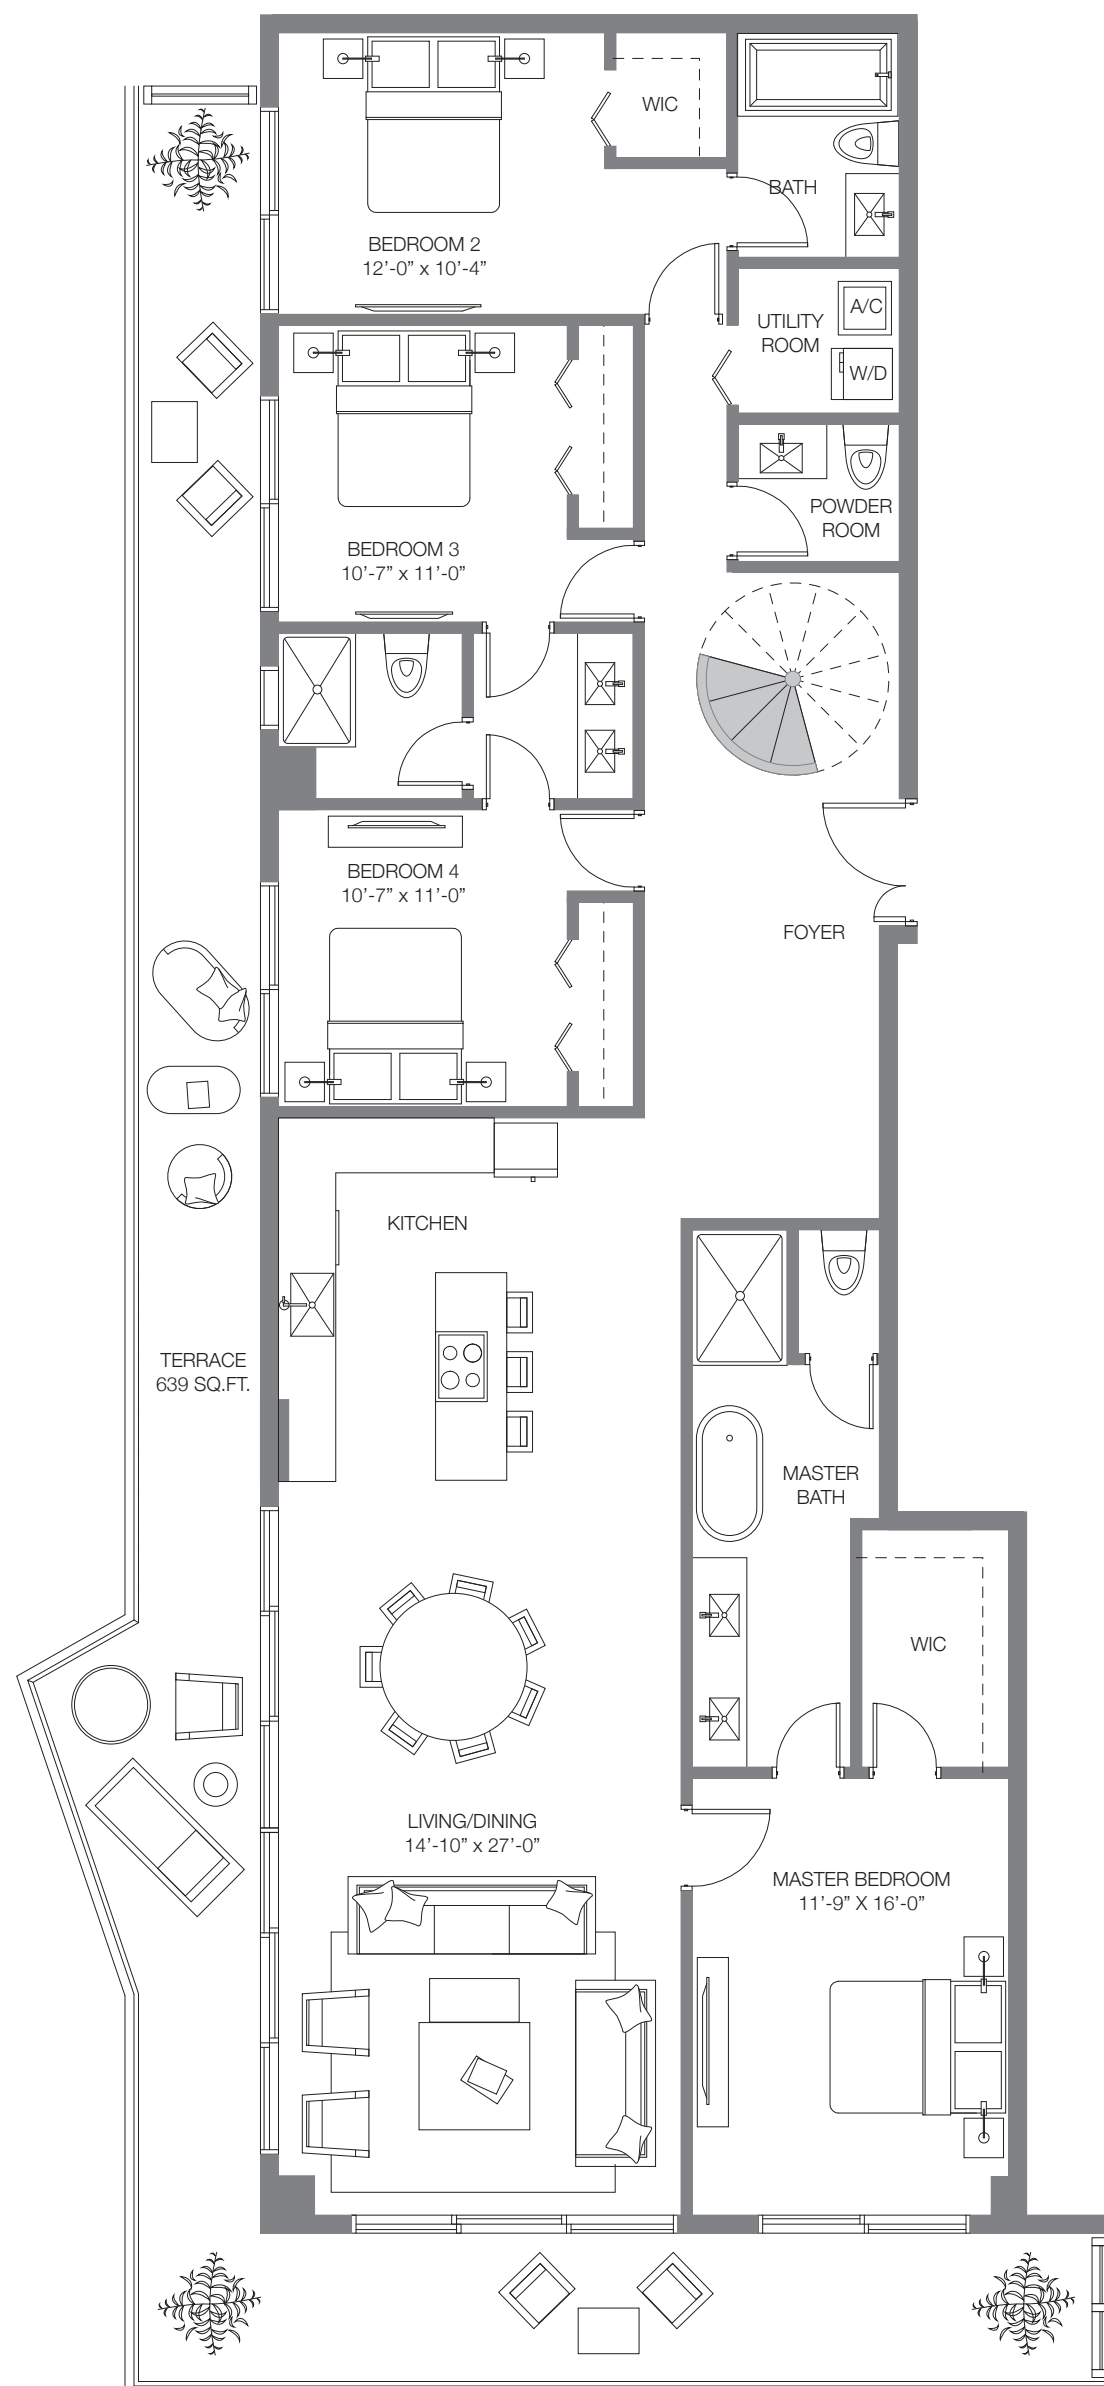 WIC
BATH
BEDROOM 2
12’-0” x 10’-4”
A/C
UTILITY
ROOM
W/D
POWDER
ROOM
BEDROOM 3
10’-7” x 11’-0”
BEDROOM 4
10’-7” x 11’-0”
FOYER
KITCHEN
TERRACE
639 SQ.FT.
MASTER
BATH
WIC
LIVING/DINING
14’-10” x 27’-0”
MASTER BEDROOM
11’-9” X 16’-0”